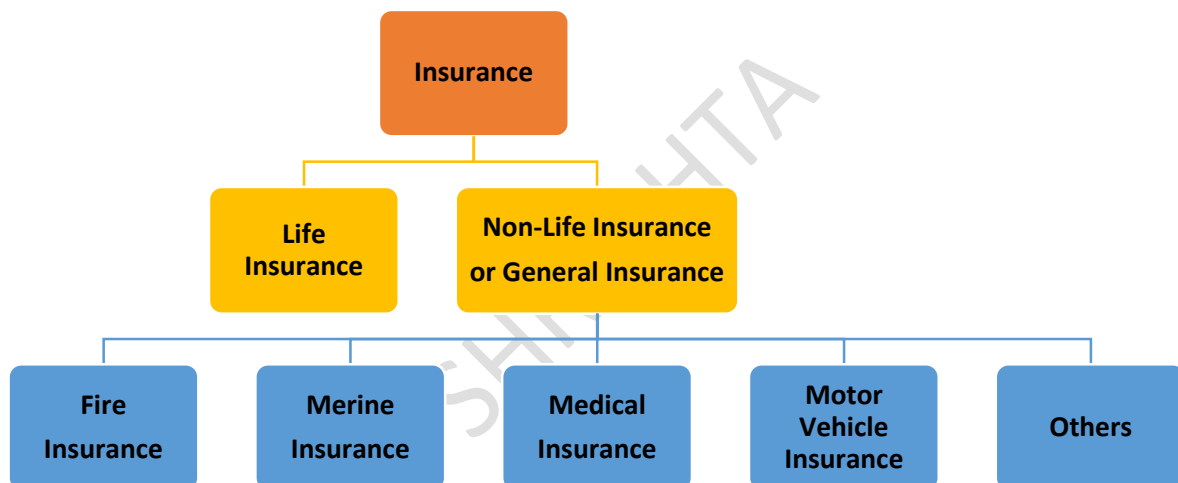 Insurance
Life
Insurance
Non-Life Insurance
or General Insurance
Fire
Insurance
Merine
Insurance
Medical
Insurance
Motor
Vehicle
Insurance
Others